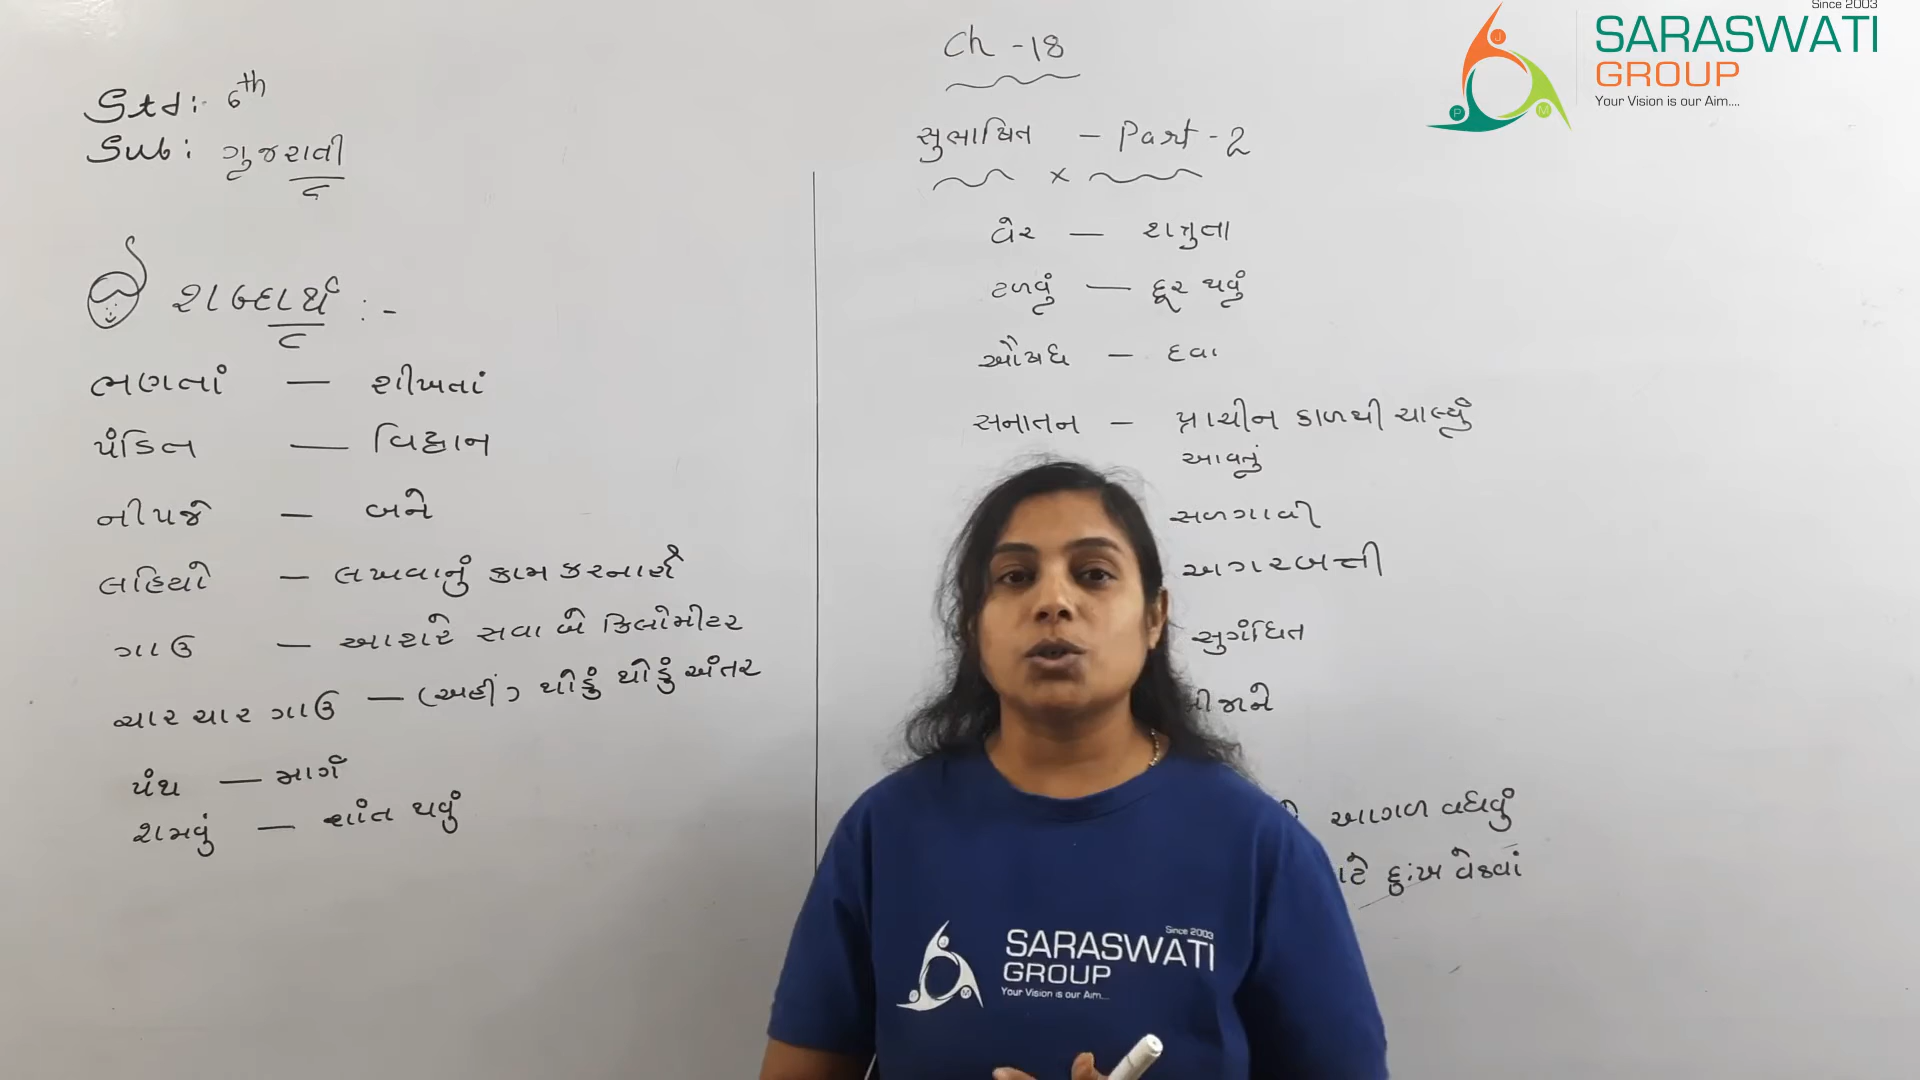 Std: 6th
Sub: ગુજરાતી
શબ્દાર્થ :-
ભણતાં — શીખતાં
પંડિત — વિદ્વાન
નીપજે — બને
લહિયો — લખવાનું કામ કરનારો
ગાઉ — આશરે સવા બે કિલોમીટર
ચાર ચાર ગાઉ — (અહીં) થોડું થોડું અંતર
પંથ — માર્ગ
શમવું — શાંત થવું
Ch - 18
સુભાષિત — Part - 2
વેર — શત્રુતા
ટળવું — દૂર થવું
ઔષધ — દવા
સનાતન — પ્રાચીન કાળથી ચાલ્યું
આવતું
સળગાવી
અગરબત્તી
સુગંધિત
આગળ વધવું
દુઃખ વેઠવાં
Since 2003
SARASWATI
GROUP
Your Vision is our Aim....
J
P
M
Since 2003
SARASWATI
GROUP
Your Vision is our Aim....